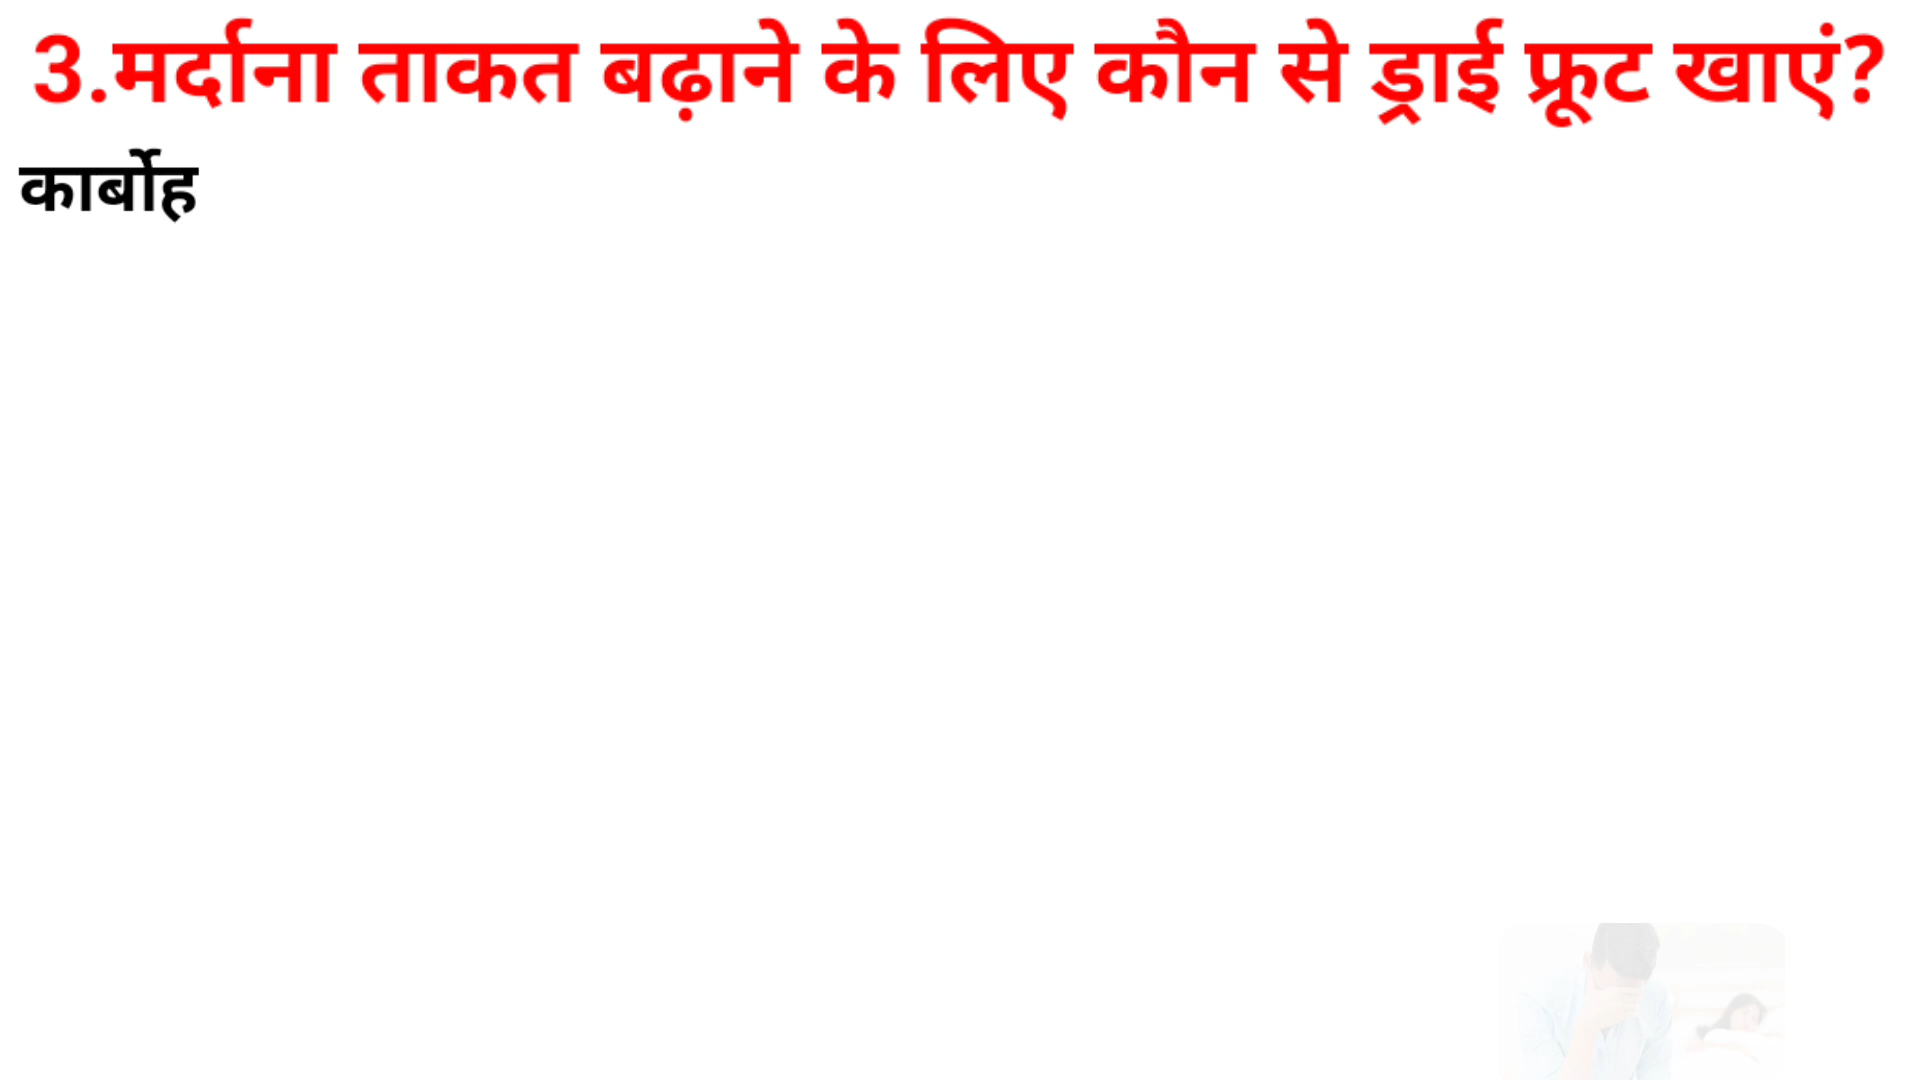 3.मर्दाना ताकत बढ़ाने के लिए कौन से ड्राई फ्रूट खाएं?
कार्बोह